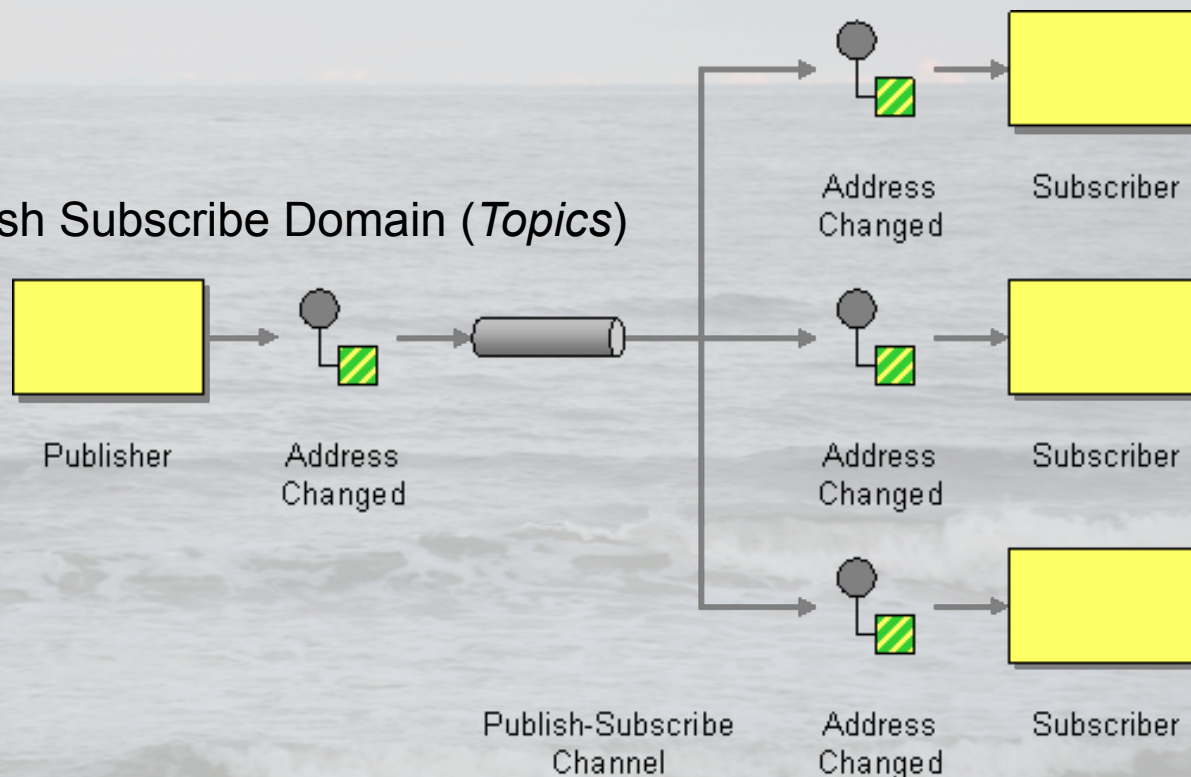 Address
Changed
Subscriber
sh Subscribe Domain (Topics)
Publisher
Address
Changed
Address
Changed
Subscriber
Publish-Subscribe
Channel
Address
Changed
Subscriber